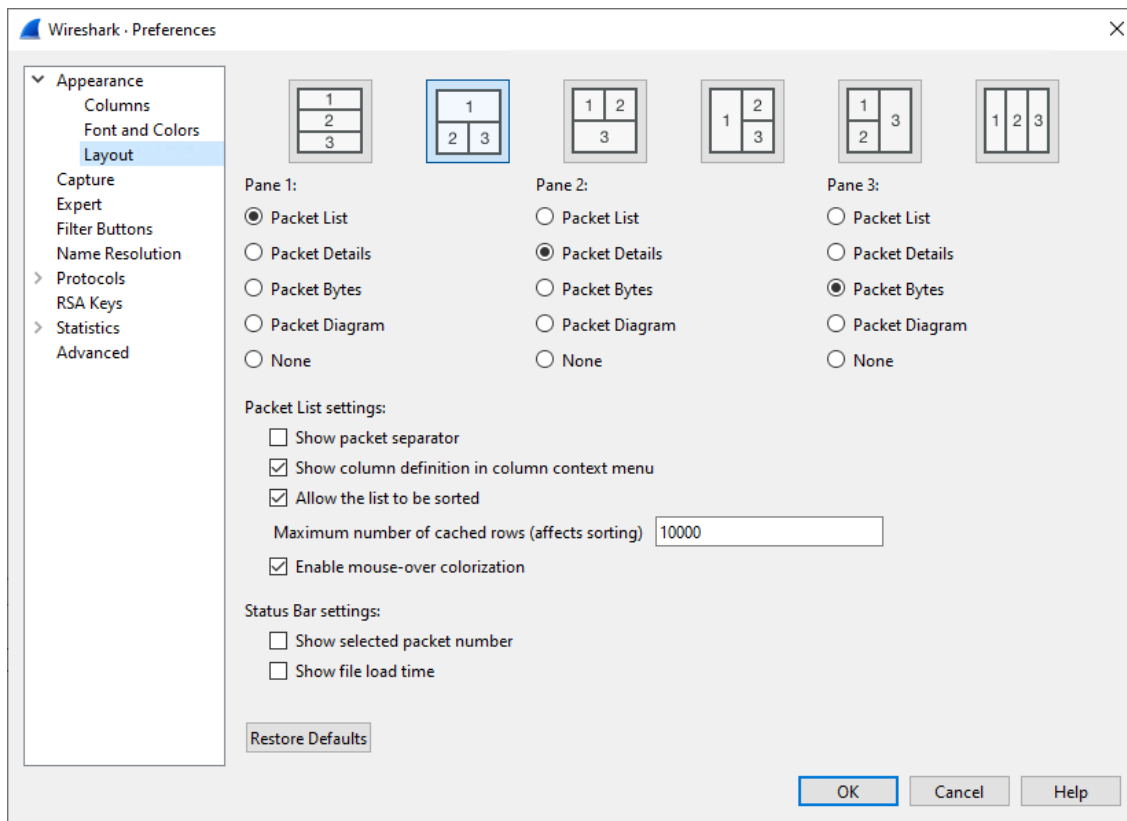 Wireshark · Preferences
Appearance
Columns
Font and Colors
Layout
Capture
Expert
Filter Buttons
Name Resolution
Protocols
RSA Keys
Statistics
Advanced
1
2
3
1
2 3
1 2
3
1 2
3
1 3
2
1 2 3
Pane 1: Pane 2: Pane 3:
Packet List Packet List Packet List
Packet Details Packet Details Packet Details
Packet Bytes Packet Bytes Packet Bytes
Packet Diagram Packet Diagram Packet Diagram
None None None
Packet List settings:
Show packet separator
Show column definition in column context menu
Allow the list to be sorted
Maximum number of cached rows (affects sorting) 10000
Enable mouse-over colorization
Status Bar settings:
Show selected packet number
Show file load time
Restore Defaults
OK Cancel Help